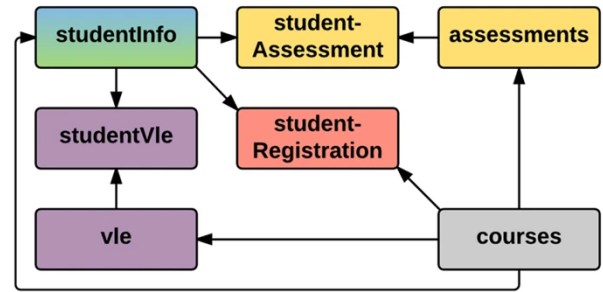 studentInfo
student-
Assessment
assessments
studentVle
student-
Registration
vle
courses